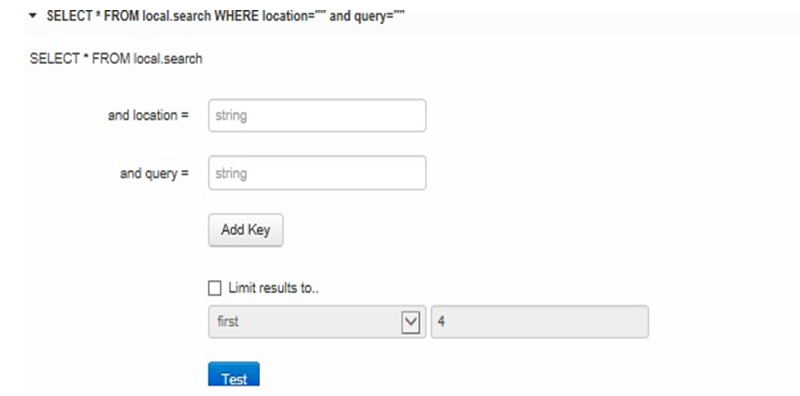 SELECT * FROM local.search WHERE location="" and query=""
SELECT * FROM local.search
and location = string
and query = string
Add Key
Limit results to..
first 4
Test